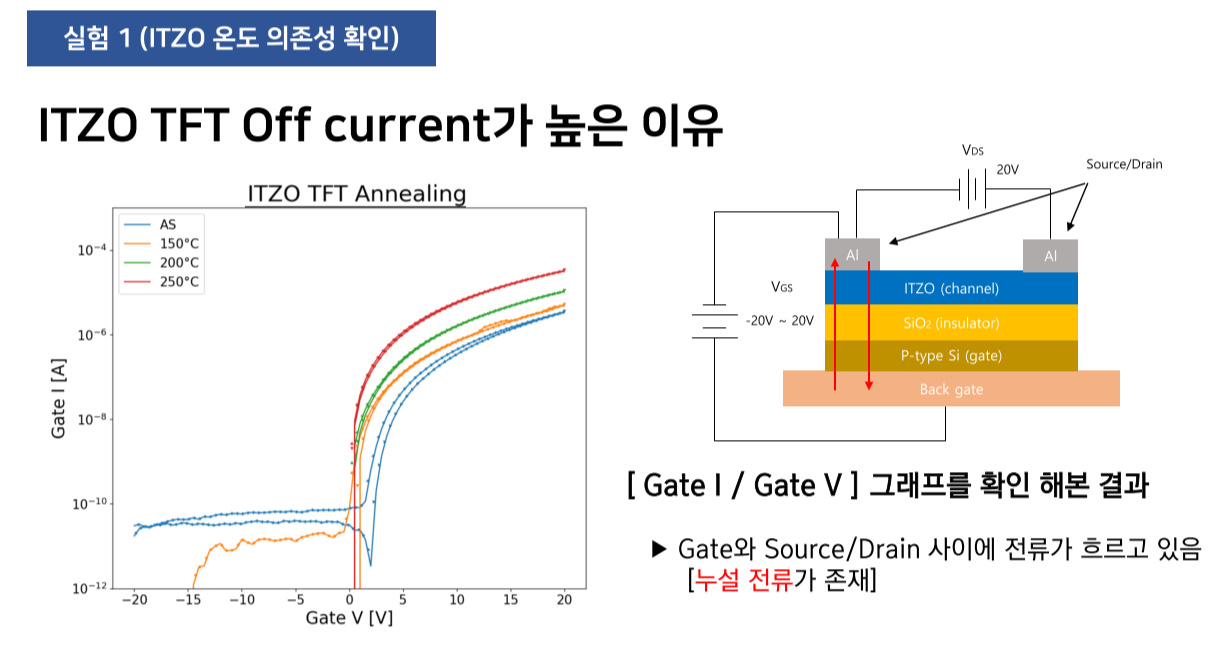 실험 1 (ITZO 온도 의존성 확인)
ITZO TFT Off current가 높은 이유
ITZO TFT Annealing
AS
150°C
200°C
250°C
10⁻⁴
10⁻⁶
10⁻⁸
10⁻¹⁰
10⁻¹²
Gate I [A]
−20 −15 −10 −5 0 5 10 15 20
Gate V [V]
VDS
20V
Source/Drain
Al
Al
VGS
-20V ~ 20V
ITZO (channel)
SiO₂ (insulator)
P-type Si (gate)
Back gate
[ Gate I / Gate V ] 그래프를 확인 해본 결과
▶ Gate와 Source/Drain 사이에 전류가 흐르고 있음
[누설 전류가 존재]